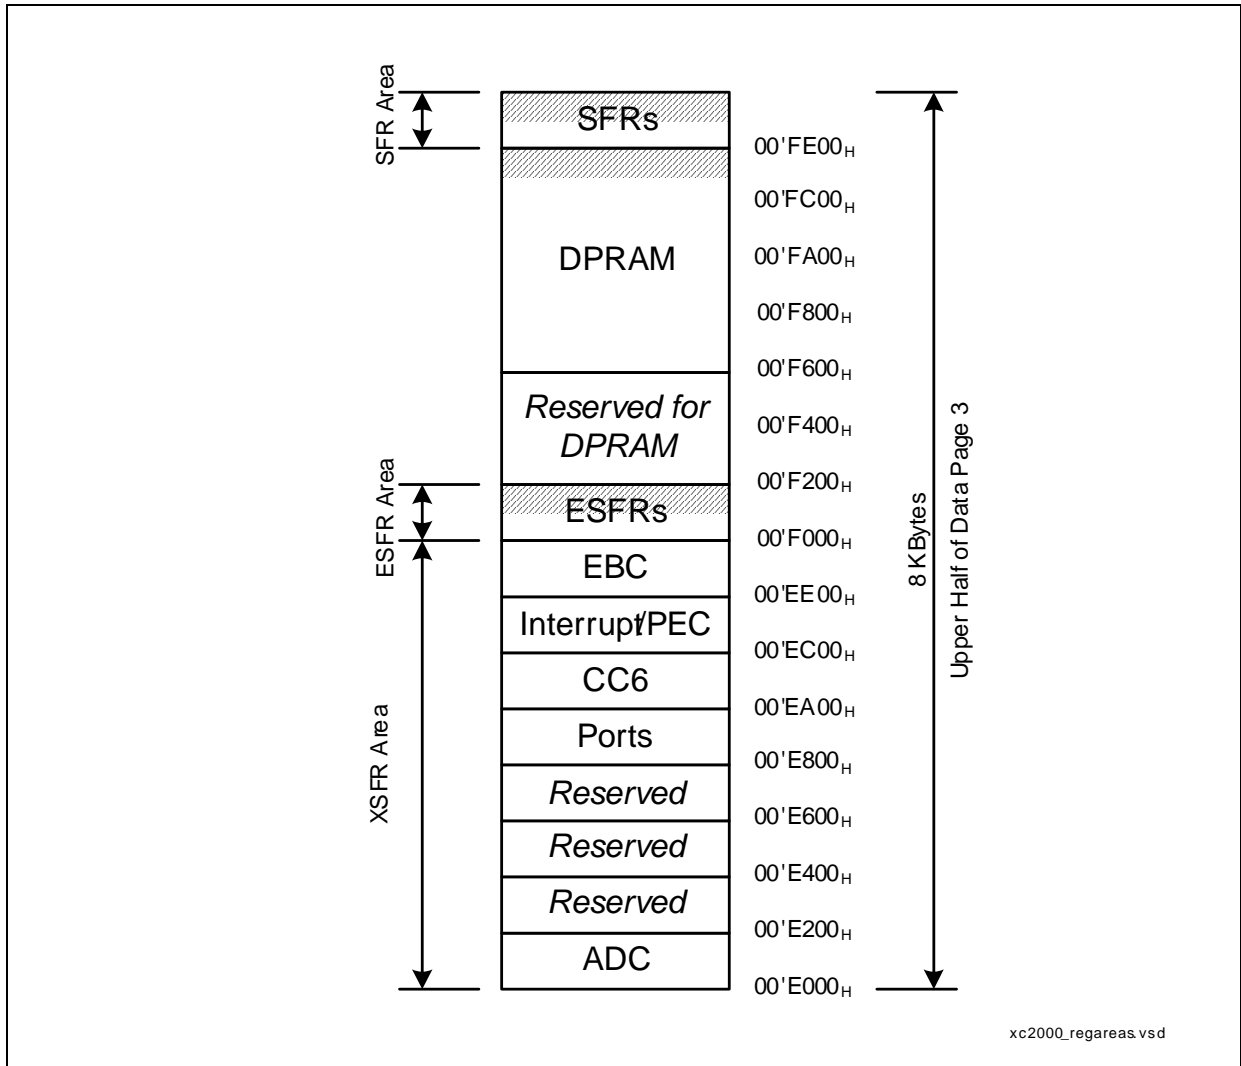 SFR Area
SFRs
00'FE00H
DPRAM
00'FC00H
00'FA00H
00'F800H
00'F600H
Reserved for
DPRAM
00'F400H
00'F200H
ESFR Area
ESFRs
00'F000H
EBC
00'EE00H
Interrupt/PEC
00'EC00H
CC6
00'EA00H
Ports
00'E800H
Reserved
00'E600H
Reserved
00'E400H
Reserved
00'E200H
ADC
00'E000H
XSFR Area
8 KBytes
Upper Half of Data Page 3
xc2000_regareas.vsd